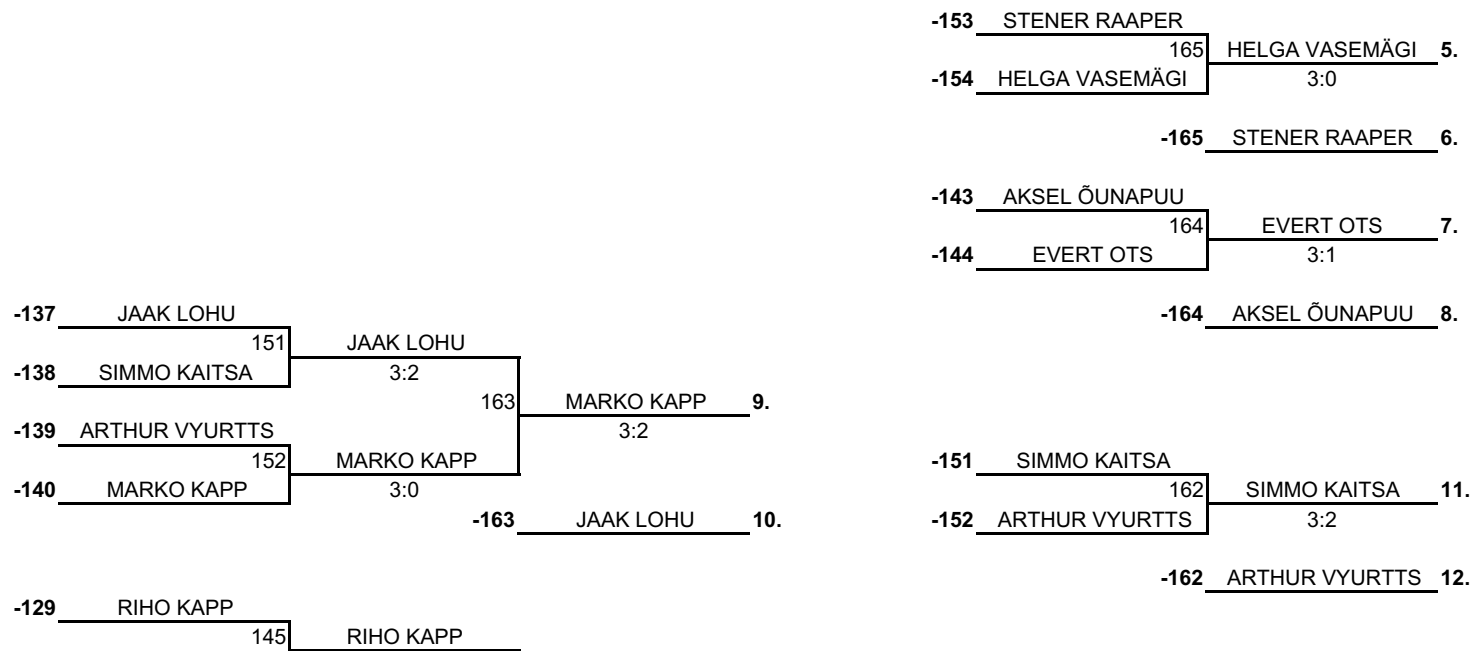 -153 STENER RAAPER
165 HELGA VASEMÄGI 5.
-154 HELGA VASEMÄGI 3:0
-165 STENER RAAPER 6.
-143 AKSEL ÕUNAPUU
164 EVERT OTS 7.
-144 EVERT OTS 3:1
-137 JAAK LOHU -164 AKSEL ÕUNAPUU 8.
151 JAAK LOHU
-138 SIMMO KAITSA 3:2
163 MARKO KAPP 9.
-139 ARTHUR VYURTTS 3:2
152 MARKO KAPP -151 SIMMO KAITSA
-140 MARKO KAPP 3:0 162 SIMMO KAITSA 11.
-163 JAAK LOHU 10. -152 ARTHUR VYURTTS 3:2
-162 ARTHUR VYURTTS 12.
-129 RIHO KAPP
145 RIHO KAPP